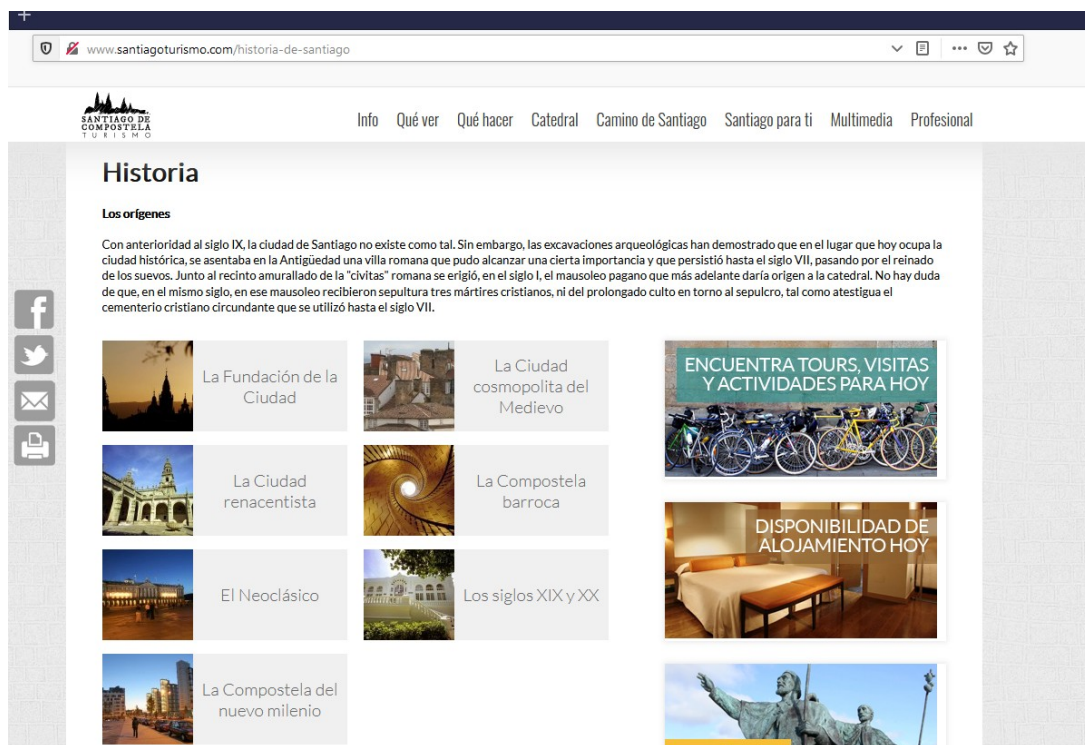 www.santiagoturismo.com/historia-de-santiago
SANTIAGO DE
COMPOSTELA
TURISMO
Info Qué ver Qué hacer Catedral Camino de Santiago Santiago para ti Multimedia Profesional
Historia
Los orígenes
Con anterioridad al siglo IX, la ciudad de Santiago no existe como tal. Sin embargo, las excavaciones arqueológicas han demostrado que en el lugar que hoy ocupa la
ciudad histórica, se asentaba en la Antigüedad una villa romana que pudo alcanzar una cierta importancia y que persistió hasta el siglo VII, pasando por el reinado
de los suevos. Junto al recinto amurallado de la "civitas" romana se erigió, en el siglo I, el mausoleo pagano que más adelante daría origen a la catedral. No hay duda
de que, en el mismo siglo, en ese mausoleo recibieron sepultura tres mártires cristianos, ni del prolongado culto en torno al sepulcro, tal como atestigua el
cementerio cristiano circundante que se utilizó hasta el siglo VII.
La Fundación de la
Ciudad
La Ciudad
cosmopolita del
Medievo
ENCUENTRA TOURS, VISITAS
Y ACTIVIDADES PARA HOY
La Ciudad
renacentista
La Compostela
barroca
DISPONIBILIDAD DE
ALOJAMIENTO HOY
El Neoclásico
Los siglos XIX y XX
La Compostela del
nuevo milenio